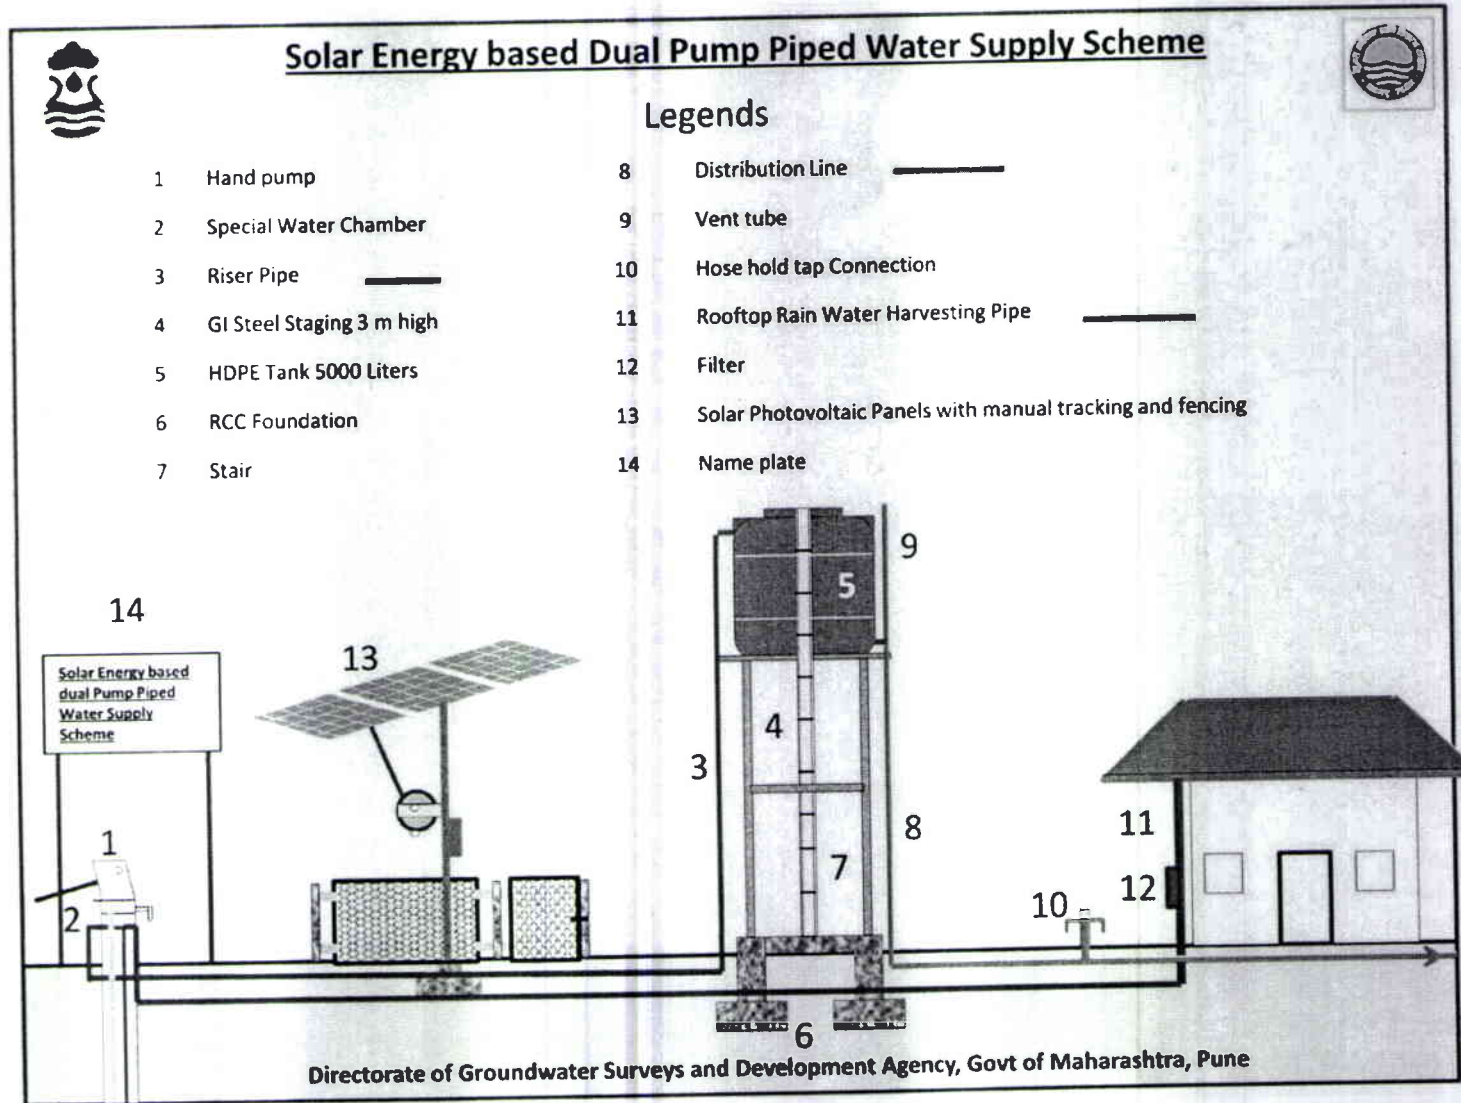 Solar Energy based Dual Pump Piped Water Supply Scheme
Legends
1 Hand pump
2 Special Water Chamber
3 Riser Pipe
4 GI Steel Staging 3 m high
5 HDPE Tank 5000 Liters
6 RCC Foundation
7 Stair
8 Distribution Line
9 Vent tube
10 Hose hold tap Connection
11 Rooftop Rain Water Harvesting Pipe
12 Filter
13 Solar Photovoltaic Panels with manual tracking and fencing
14 Name plate
14
Solar Energy based
dual Pump Piped
Water Supply
Scheme
13
5
9
4
3
8
7
1
2
10
11
12
6
Directorate of Groundwater Surveys and Development Agency, Govt of Maharashtra, Pune